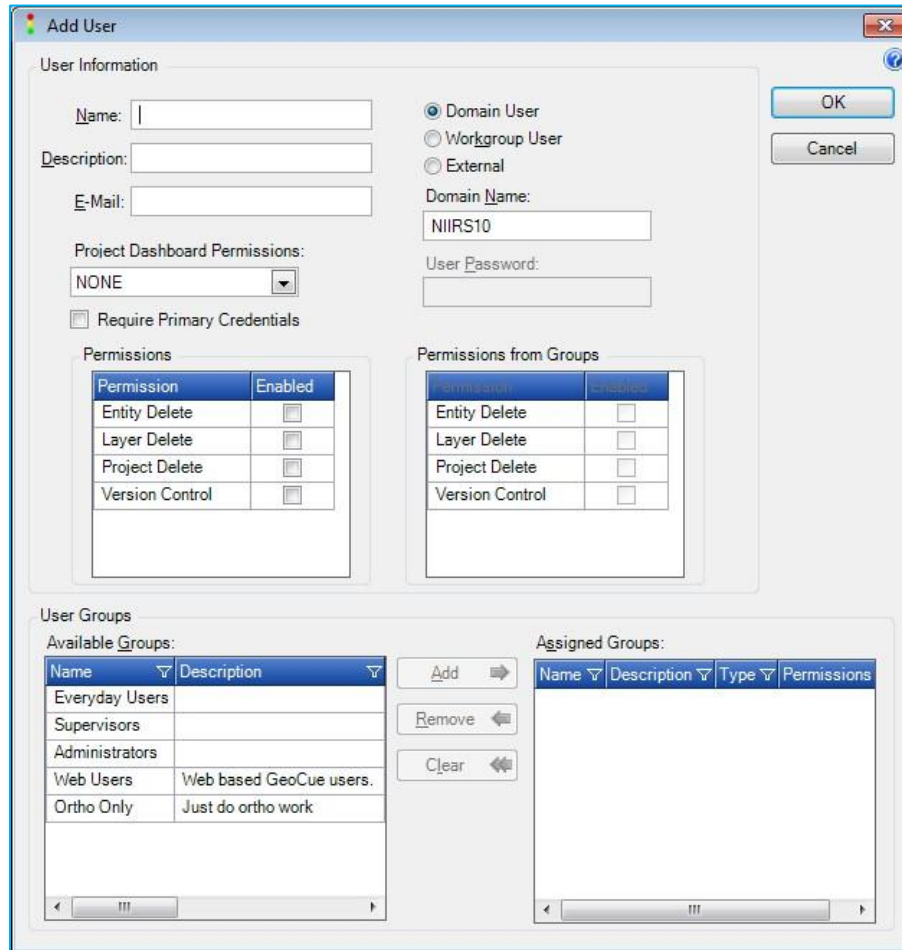 Add User
User Information
Name:
Description:
E-Mail:
Project Dashboard Permissions:
NONE
Require Primary Credentials
Domain User
Workgroup User
External
Domain Name:
NIIRS10
User Password:
OK
Cancel
Permissions
Permission Enabled
Entity Delete
Layer Delete
Project Delete
Version Control
Permissions from Groups
Permission Enabled
Entity Delete
Layer Delete
Project Delete
Version Control
User Groups
Available Groups:
Name Description
Everyday Users
Supervisors
Administrators
Web Users Web based GeoCue users.
Ortho Only Just do ortho work
Add
Remove
Clear
Assigned Groups:
Name Description Type Permissions